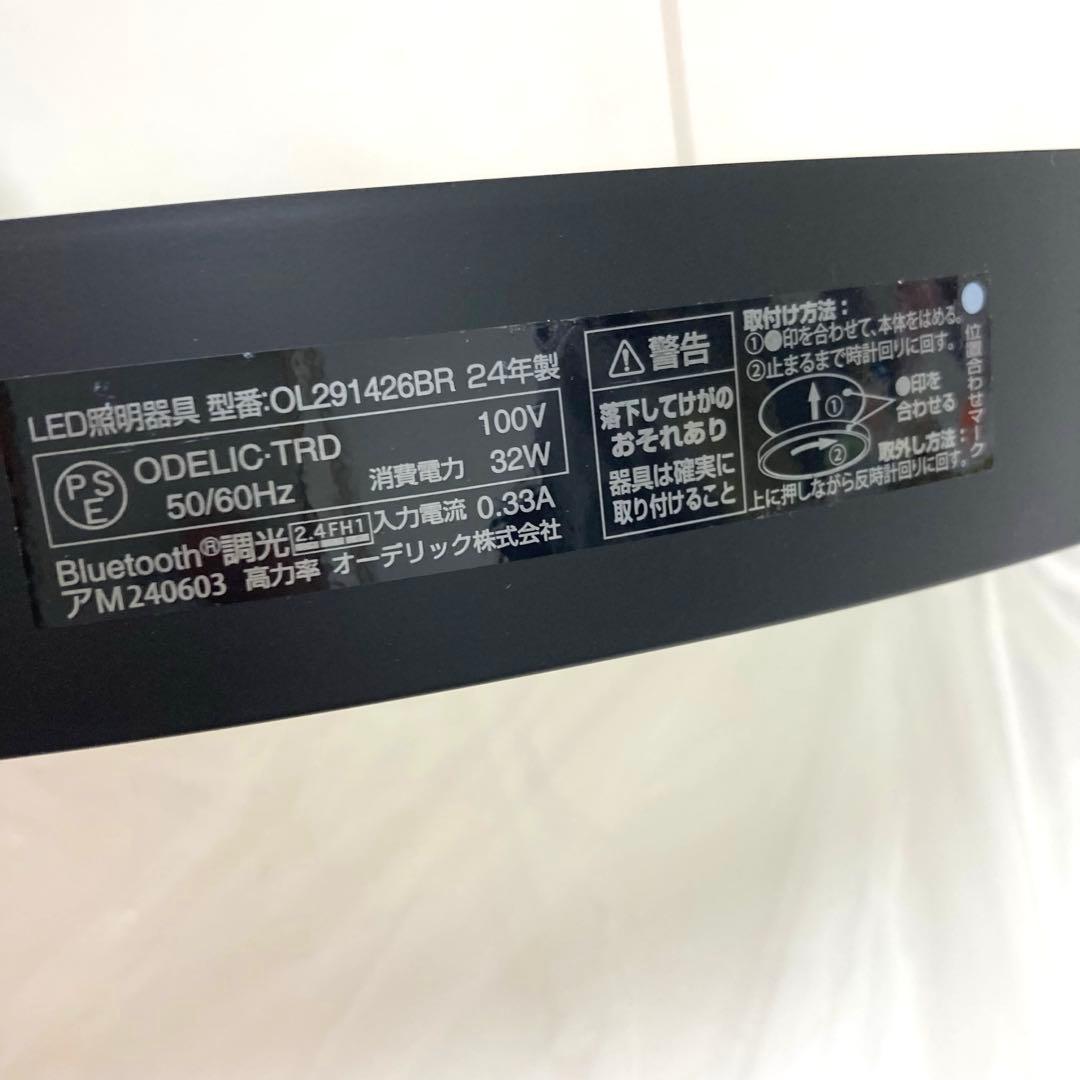 LED照明器具 型番:OL291426BR 24年製
PSE
ODELIC・TRD 100V
50/60Hz 消費電力 32W
Bluetooth®調光 2.4FH1 入力電流 0.33A
アM240603 高力率 オーデリック株式会社
警告
落下してけがの
おそれあり
器具は確実に
取り付けること
取付け方法:
①●印を合わせて、本体をはめる。
②止まるまで時計回りに回す。
①
②
●印を
合わせる
取外し方法:
上に押しながら反時計回りに回す。
位置合わせマーク